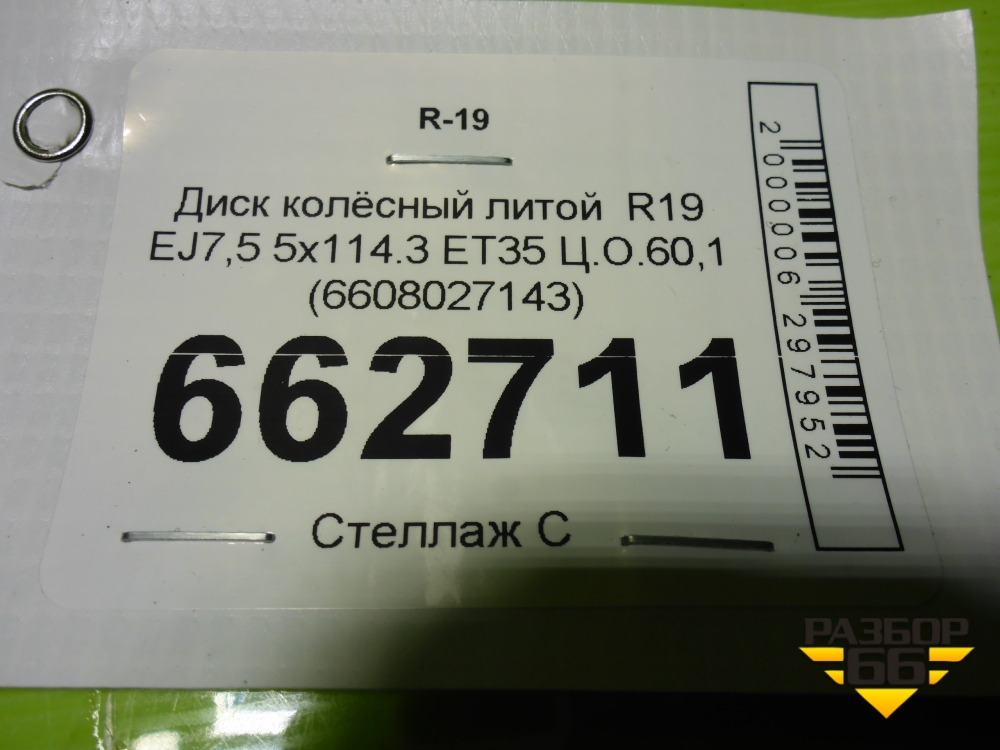 R-19
Диск колёсный литой R19
EJ7,5 5x114.3 ET35 Ц.О.60,1
(6608027143)
662711
Стеллаж С
2000006297952
РАЗБОР
66